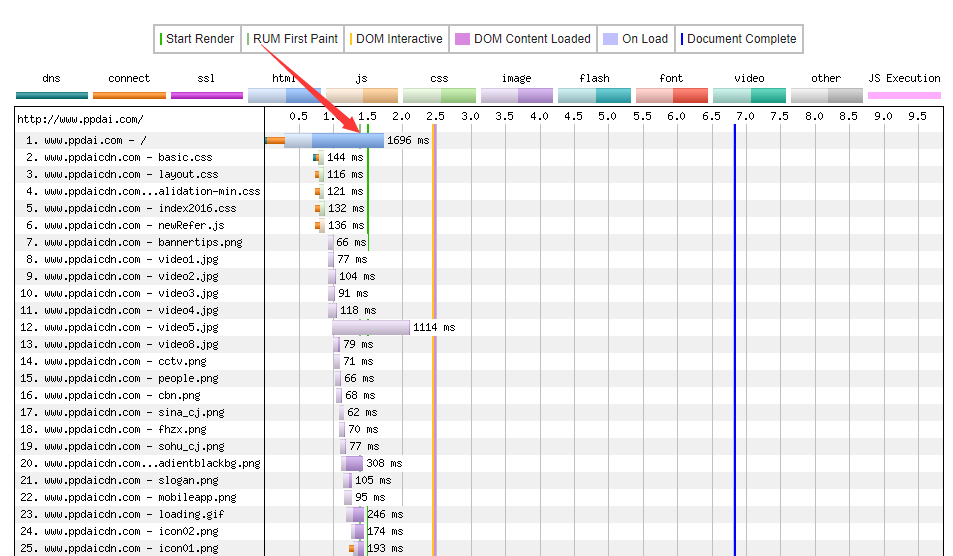 Start Render RUM First Paint DOM Interactive DOM Content Loaded On Load Document Complete
dns connect ssl html js css image flash font video other JS Execution
http://www.ppdai.com/ 0.5 1.5 2.0 2.5 3.0 3.5 4.0 4.5 5.0 5.5 6.0 6.5 7.0 7.5 8.0 8.5 9.0 9.5
1. www.ppdai.com - / 1696 ms
2. www.ppdaicdn.com - basic.css 144 ms
3. www.ppdaicdn.com - layout.css 116 ms
4. www.ppdaicdn.com...alidation-min.css 121 ms
5. www.ppdaicdn.com - index2016.css 132 ms
6. www.ppdaicdn.com - newRefer.js 136 ms
7. www.ppdaicdn.com - bannertips.png 66 ms
8. www.ppdaicdn.com - video1.jpg 77 ms
9. www.ppdaicdn.com - video2.jpg 104 ms
10. www.ppdaicdn.com - video3.jpg 91 ms
11. www.ppdaicdn.com - video4.jpg 118 ms
12. www.ppdaicdn.com - video5.jpg 1114 ms
13. www.ppdaicdn.com - video8.jpg 79 ms
14. www.ppdaicdn.com - cctv.png 71 ms
15. www.ppdaicdn.com - people.png 66 ms
16. www.ppdaicdn.com - cbn.png 68 ms
17. www.ppdaicdn.com - sina_cj.png 62 ms
18. www.ppdaicdn.com - fhzx.png 70 ms
19. www.ppdaicdn.com - sohu_cj.png 77 ms
20. www.ppdaicdn.com...adientblackbg.png 308 ms
21. www.ppdaicdn.com - slogan.png 105 ms
22. www.ppdaicdn.com - mobileapp.png 95 ms
23. www.ppdaicdn.com - loading.gif 246 ms
24. www.ppdaicdn.com - icon02.png 174 ms
25. www.ppdaicdn.com - icon01.png 193 ms